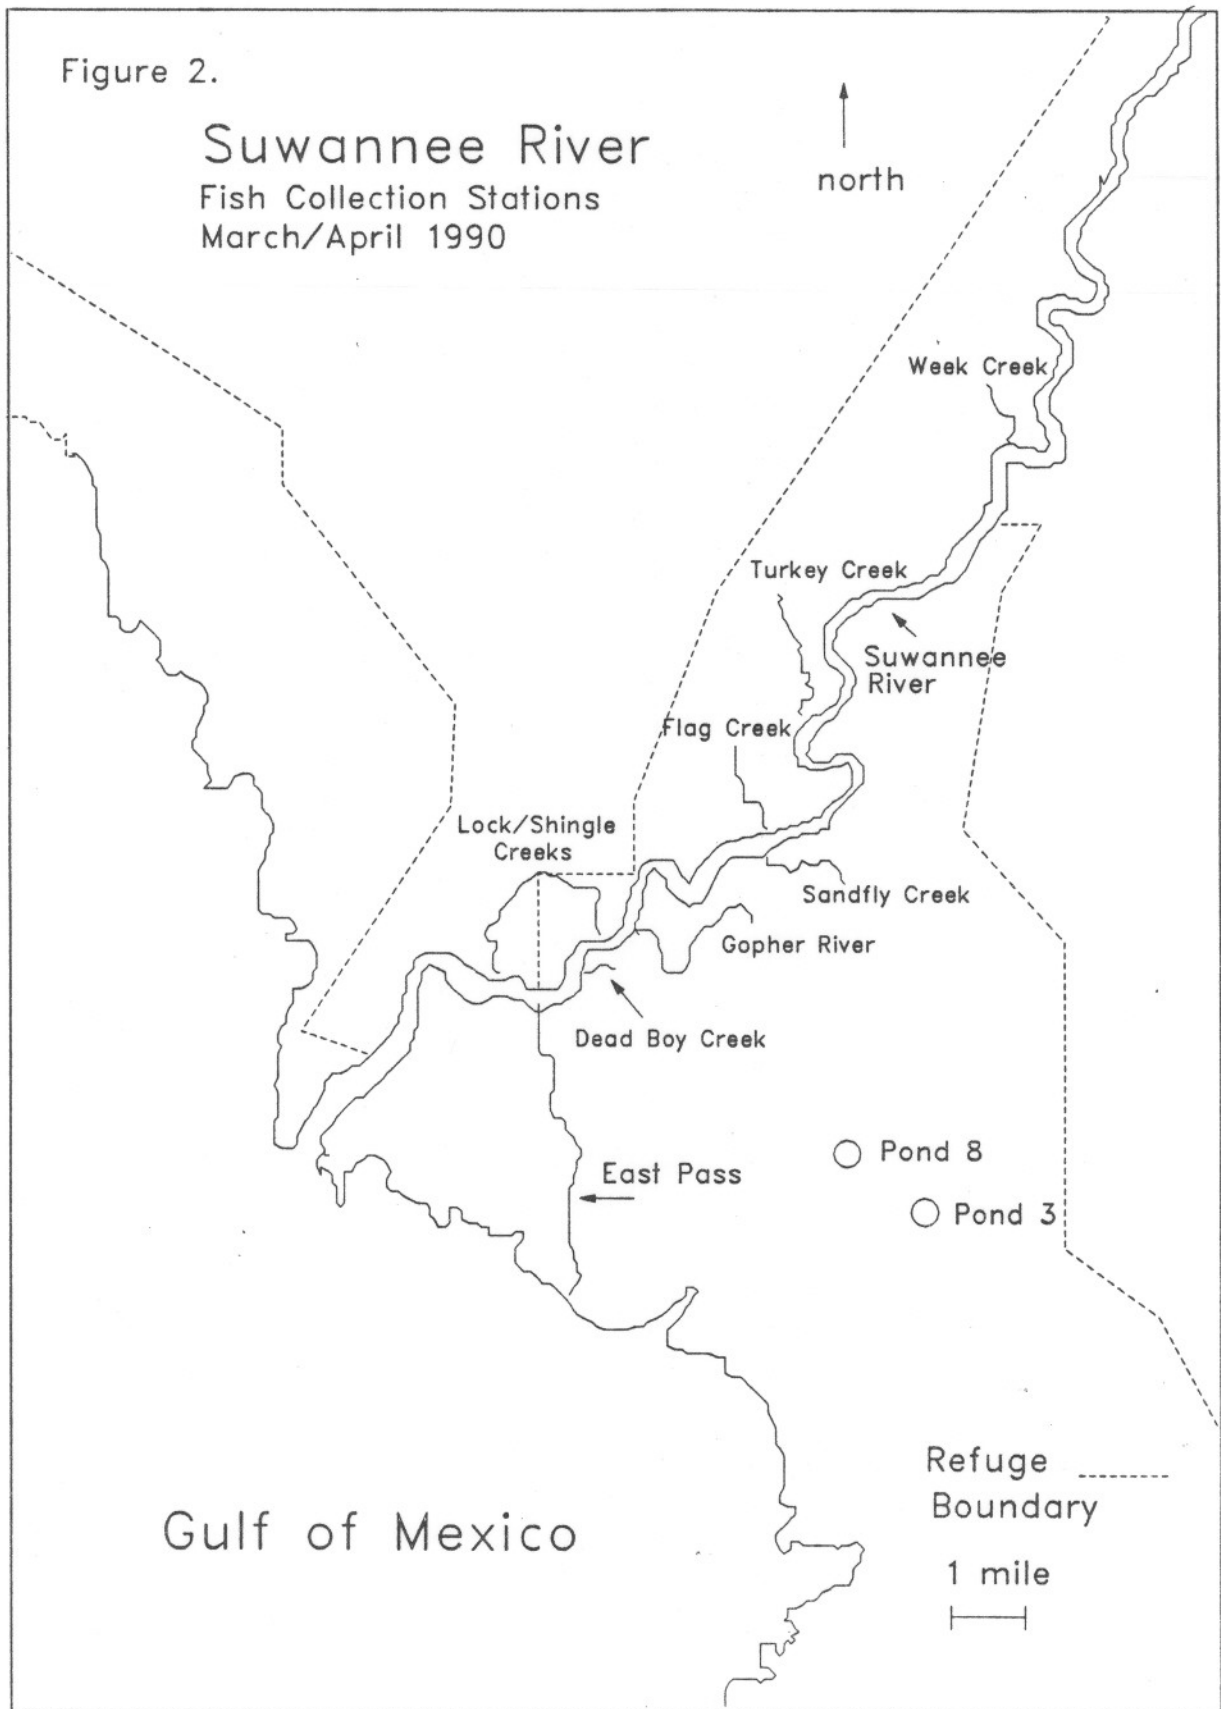 Figure 2.
Suwannee River
Fish Collection Stations
March/April 1990
north
Week Creek
Turkey Creek
Suwannee
River
Flag Creek
Lock/Shingle
Creeks
Sandfly Creek
Gopher River
Dead Boy Creek
Pond 8
East Pass
Pond 3
Refuge
Boundary
Gulf of Mexico
1 mile